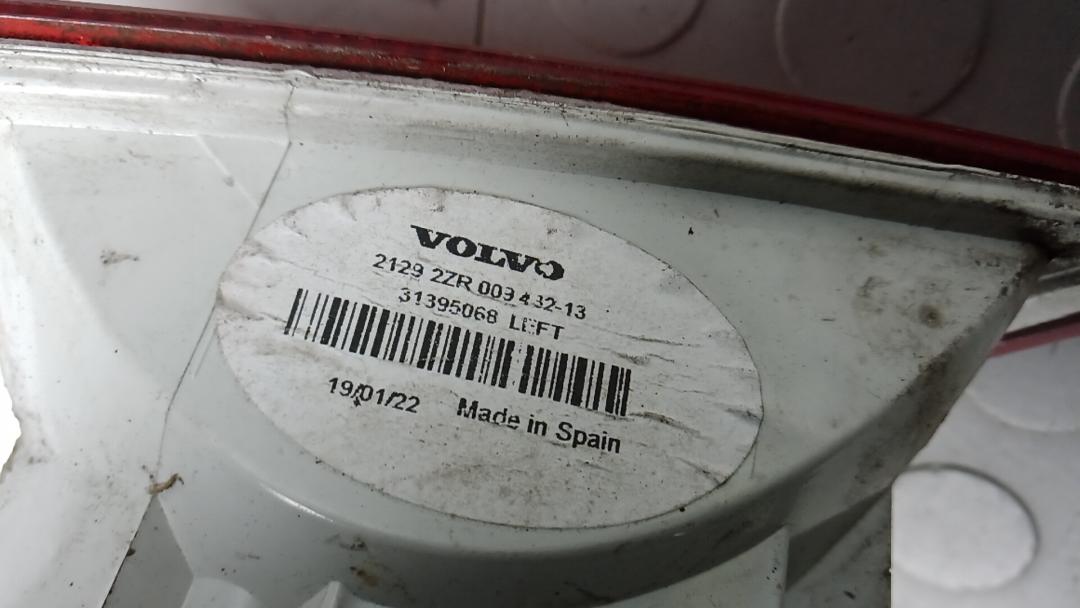 VOLVO
2129 2ZR 009 432-13
31395068 LEFT
19/01/22 Made in Spain